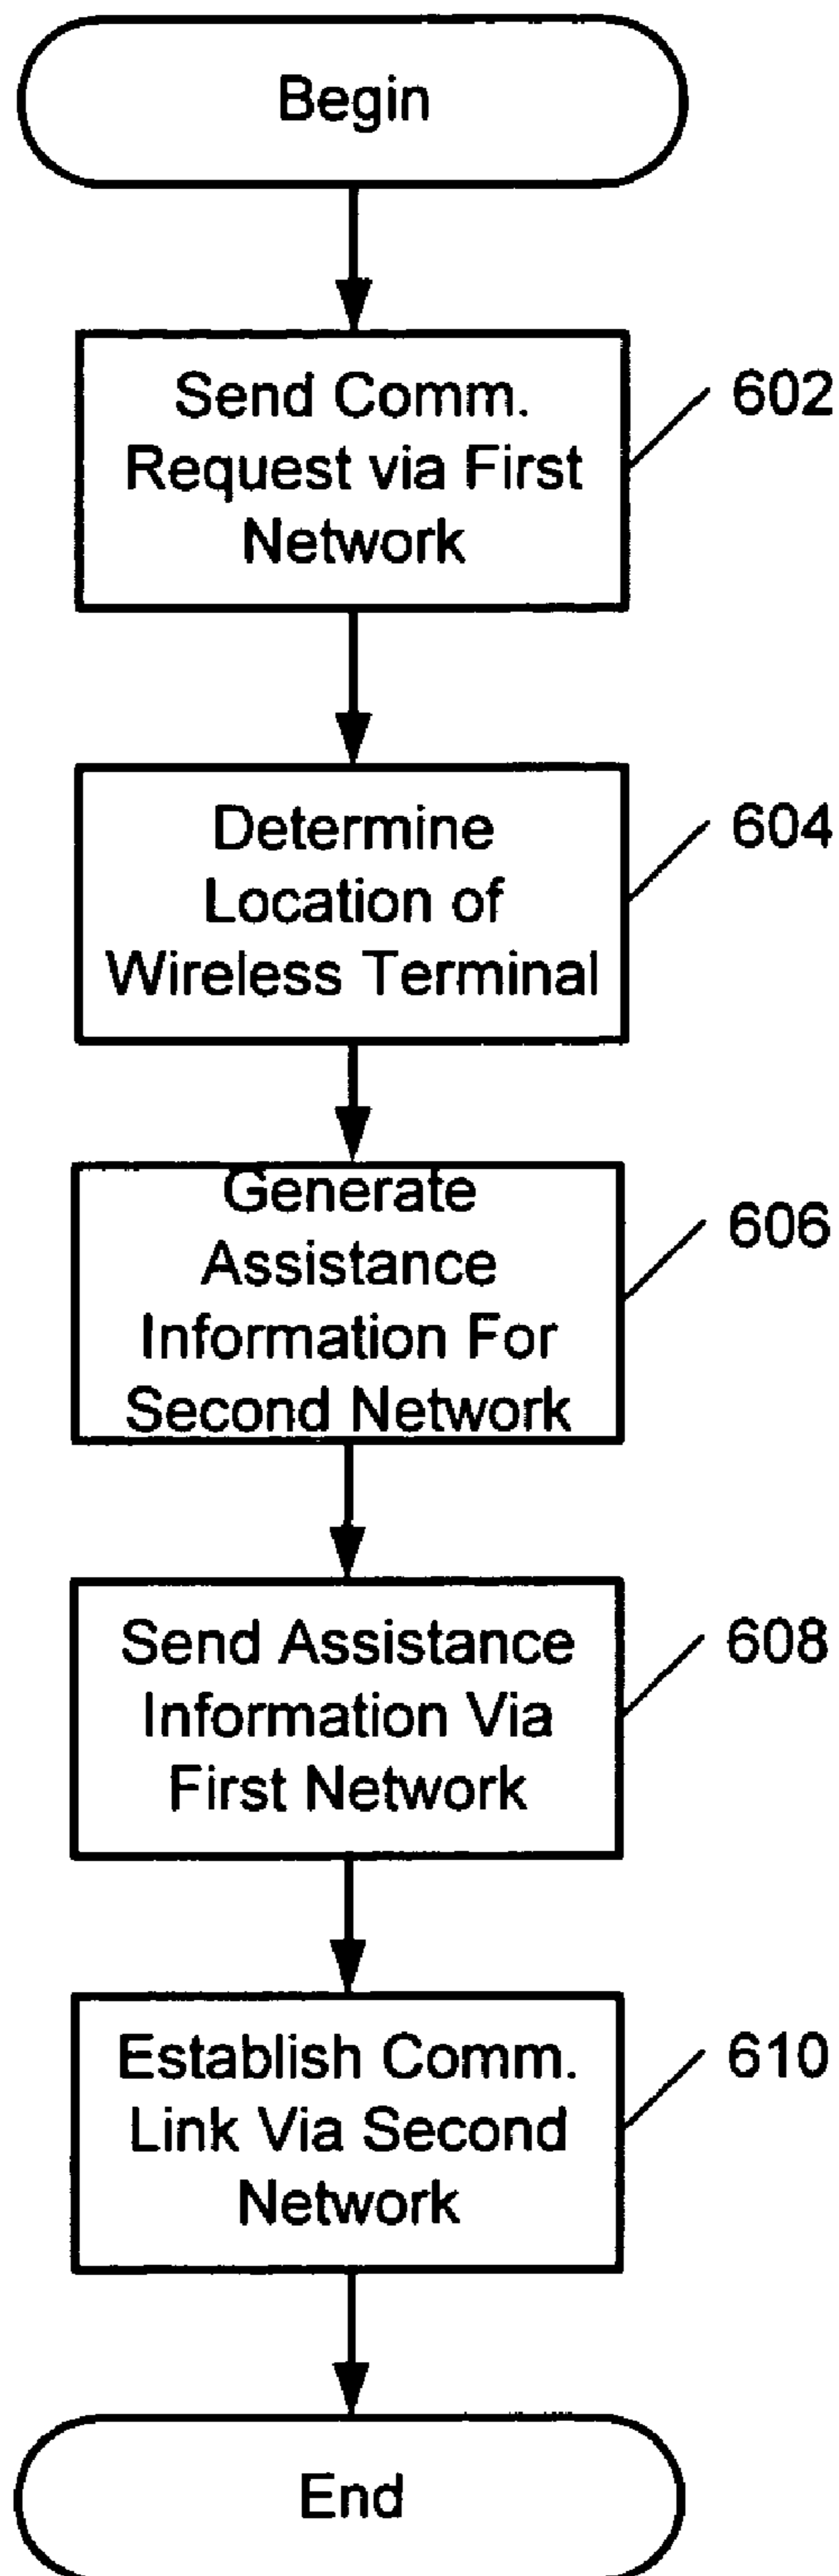 Begin
Send Comm.
Request via First
Network
602
Determine
Location of
Wireless Terminal
604
Generate
Assistance
Information For
Second Network
606
Send Assistance
Information Via
First Network
608
Establish Comm.
Link Via Second
Network
610
End